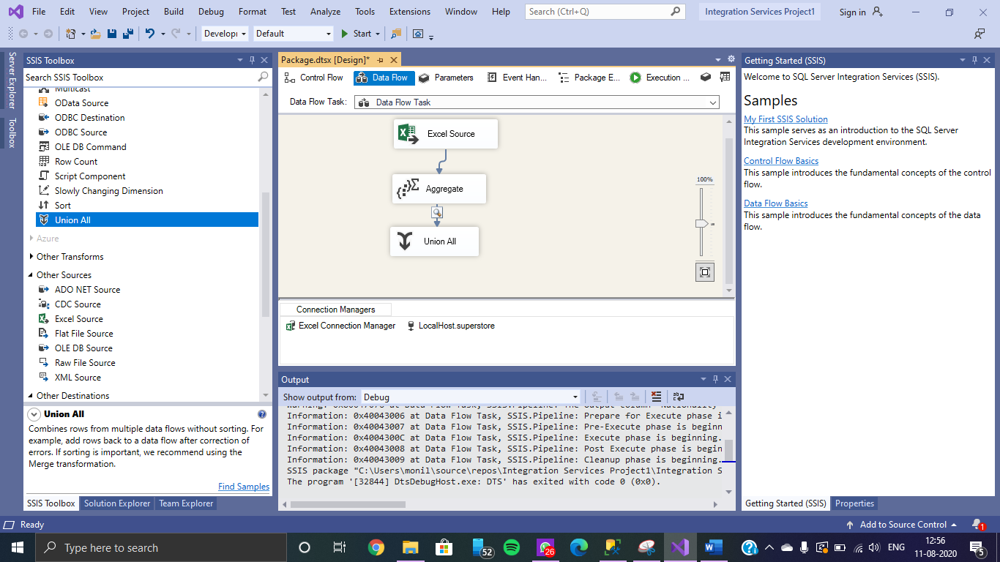 File Edit View Project Build Debug Format Test Analyze Tools Extensions Window Help Search (Ctrl+Q) Integration Services Project1 Sign in
Develop Default Start
Server Explorer
Toolbox
SSIS Toolbox
Search SSIS Toolbox
Multicast
OData Source
ODBC Destination
ODBC Source
OLE DB Command
Row Count
Script Component
Slowly Changing Dimension
Sort
Union All
Azure
Other Transforms
Other Sources
ADO NET Source
CDC Source
Excel Source
Flat File Source
OLE DB Source
Raw File Source
XML Source
Other Destinations
Union All
Combines rows from multiple data flows without sorting. For
example, add rows back to a data flow after correction of
errors. If sorting is important, we recommend using the
Merge transformation.
Find Samples
SSIS Toolbox Solution Explorer Team Explorer
Package.dtsx [Design]*
Control Flow Data Flow Parameters Event Han... Package E... Execution ...
Data Flow Task: Data Flow Task
Excel Source
Aggregate
Union All
100%
Connection Managers
Excel Connection Manager LocalHost.superstore
Output
Show output from: Debug
Information: 0x40043006 at Data Flow Task, SSIS.Pipeline: Prepare for Execute phase i
Information: 0x40043007 at Data Flow Task, SSIS.Pipeline: Pre-Execute phase is beginn
Information: 0x4004300C at Data Flow Task, SSIS.Pipeline: Execute phase is beginning.
Information: 0x40043008 at Data Flow Task, SSIS.Pipeline: Post Execute phase is begin
Information: 0x40043009 at Data Flow Task, SSIS.Pipeline: Cleanup phase is beginning.
SSIS package "C:\Users\monil\source\repos\Integration Services Project1\Integration S
The program '[32844] DtsDebugHost.exe: DTS' has exited with code 0 (0x0).
Getting Started (SSIS)
Welcome to SQL Server Integration Services (SSIS).
Samples
My First SSIS Solution
This sample serves as an introduction to the SQL Server
Integration Services development environment.
Control Flow Basics
This sample introduces the fundamental concepts of the control
flow.
Data Flow Basics
This sample introduces the fundamental concepts of the data
flow.
Getting Started (SSIS) Properties
Ready Add to Source Control 1
Type here to search 52 26 ENG 12:56
11-08-2020 5